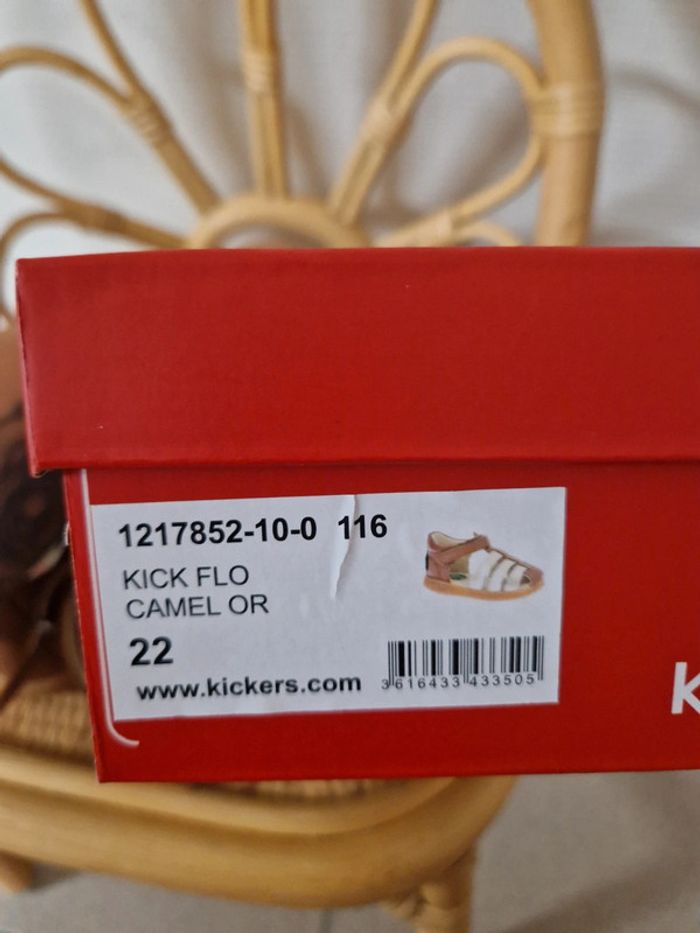 1217852-10-0 116
KICK FLO
CAMEL OR
22
www.kickers.com
3616433433505
K